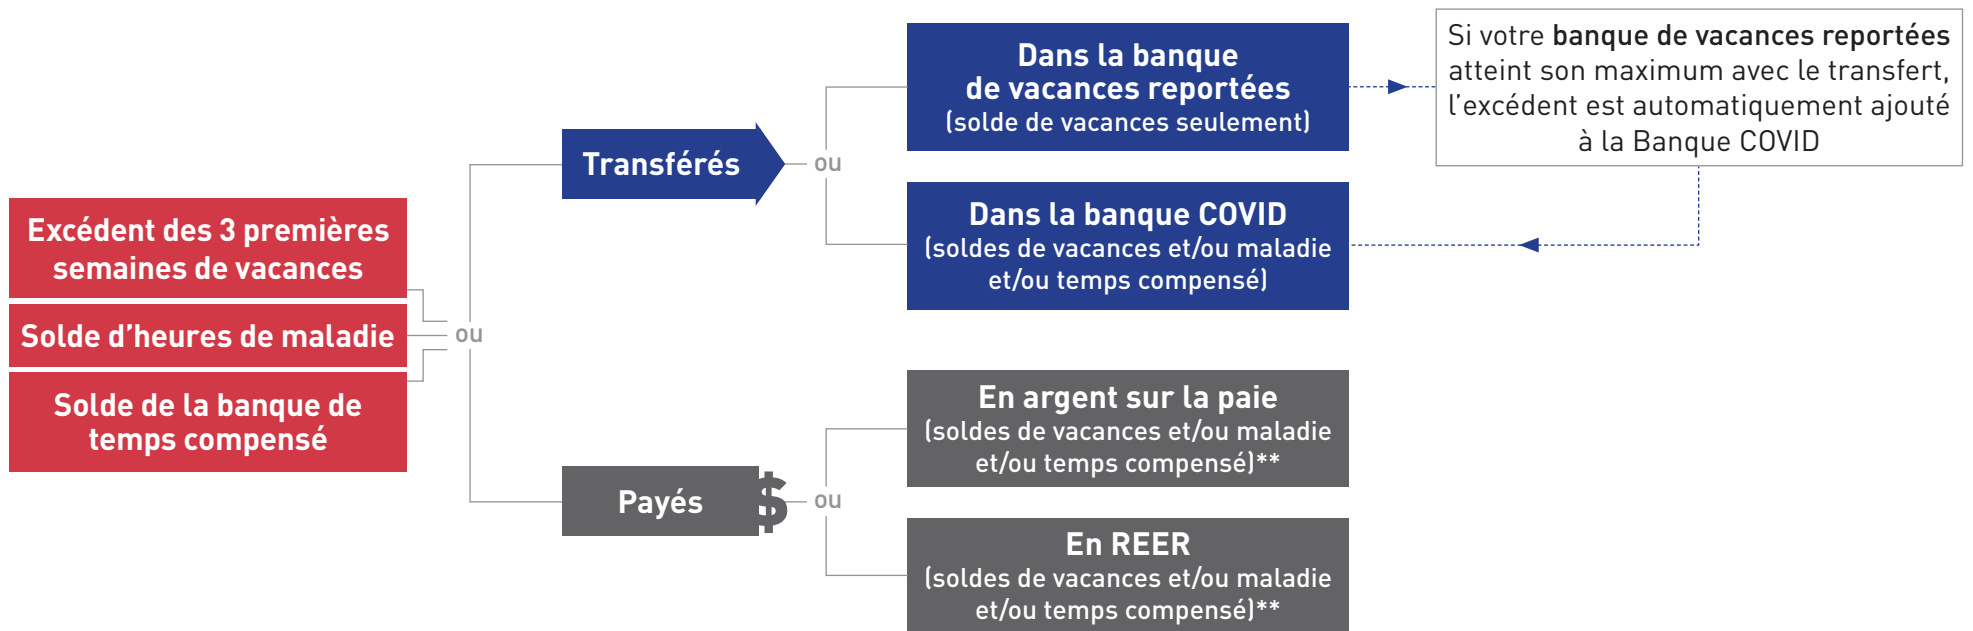 Excédent des 3 premières
semaines de vacances
Solde d'heures de maladie
Solde de la banque de
temps compensé
ou
Transférés
ou
Dans la banque
de vacances reportées
(solde de vacances seulement)
Dans la banque COVID
(soldes de vacances et/ou maladie
et/ou temps compensé)
Si votre banque de vacances reportées
atteint son maximum avec le transfert,
l'excédent est automatiquement ajouté
à la Banque COVID
Payés $
ou
En argent sur la paie
(soldes de vacances et/ou maladie
et/ou temps compensé)**
En REER
(soldes de vacances et/ou maladie
et/ou temps compensé)**